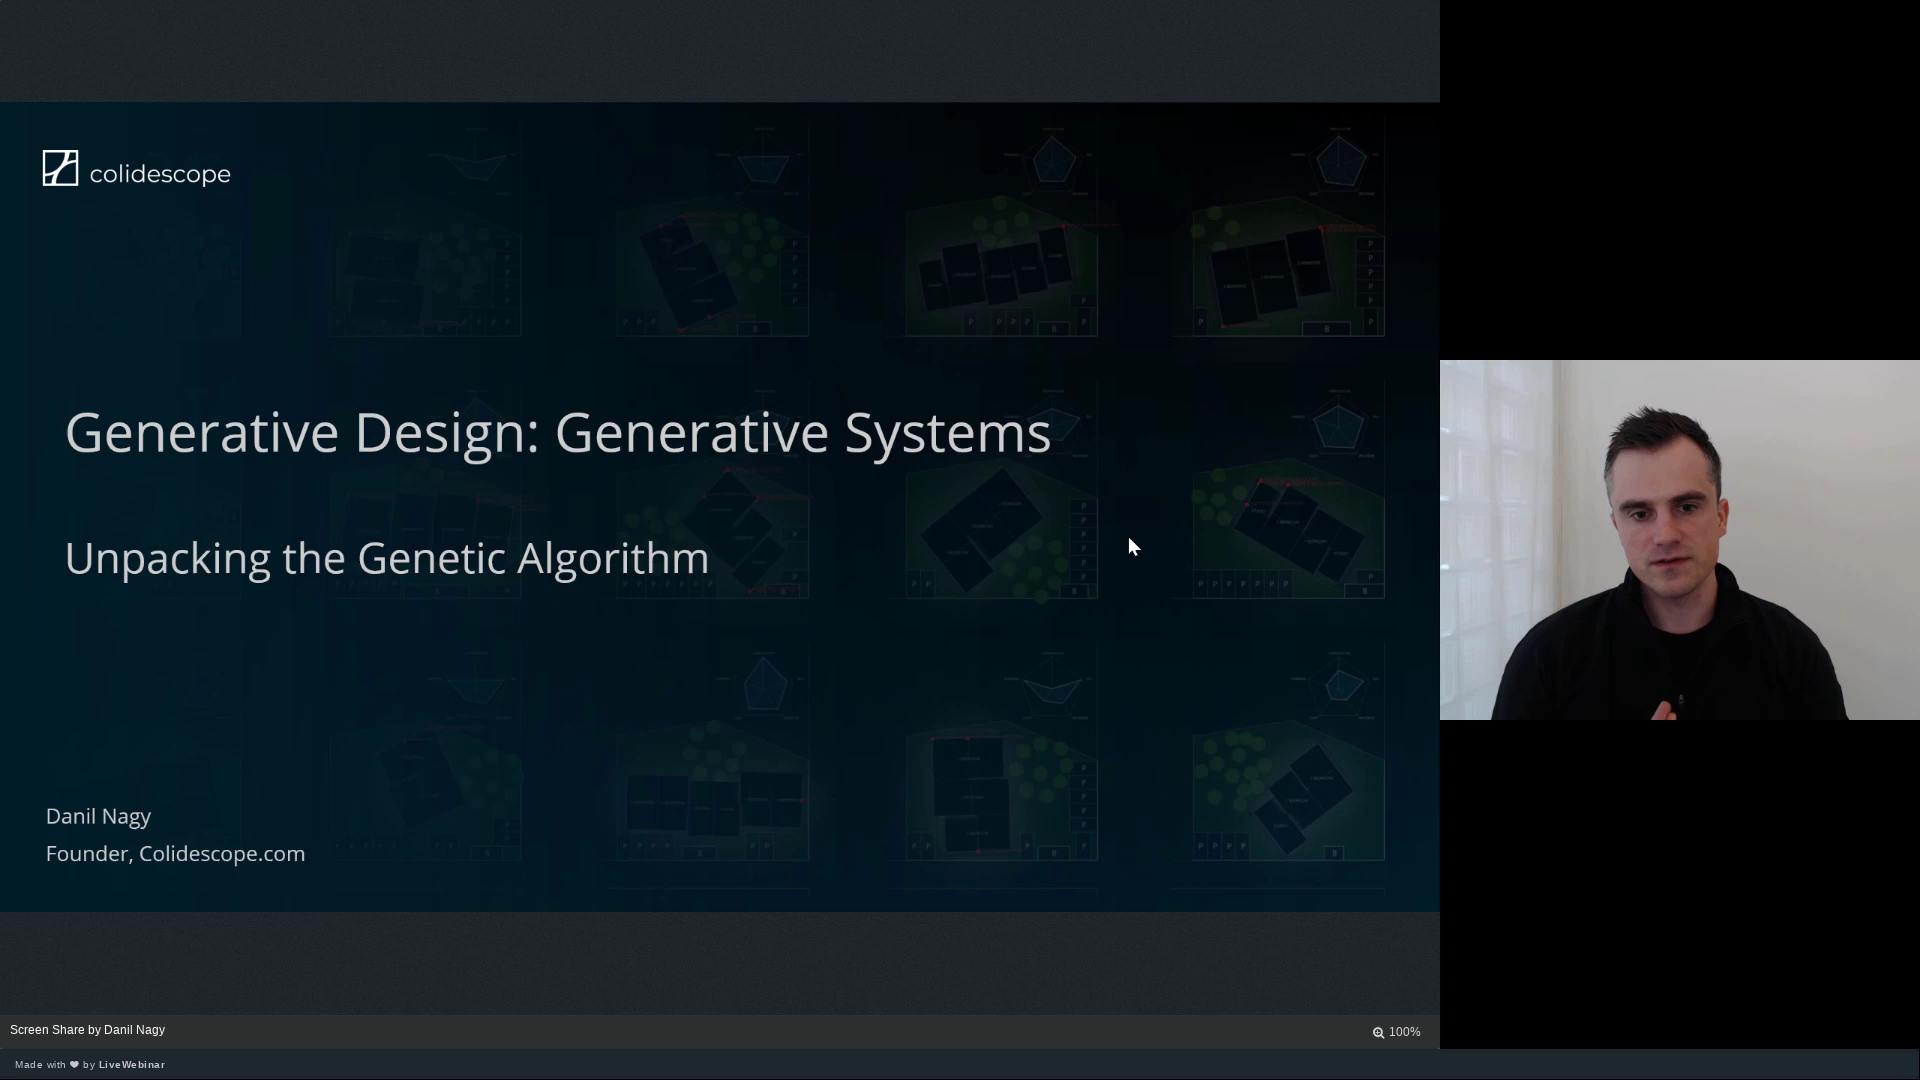 colidescope
Generative Design: Generative Systems
Unpacking the Genetic Algorithm
Danil Nagy
Founder, Colidescope.com
Screen Share by Danil Nagy
100%
Made with ❤ by LiveWebinar